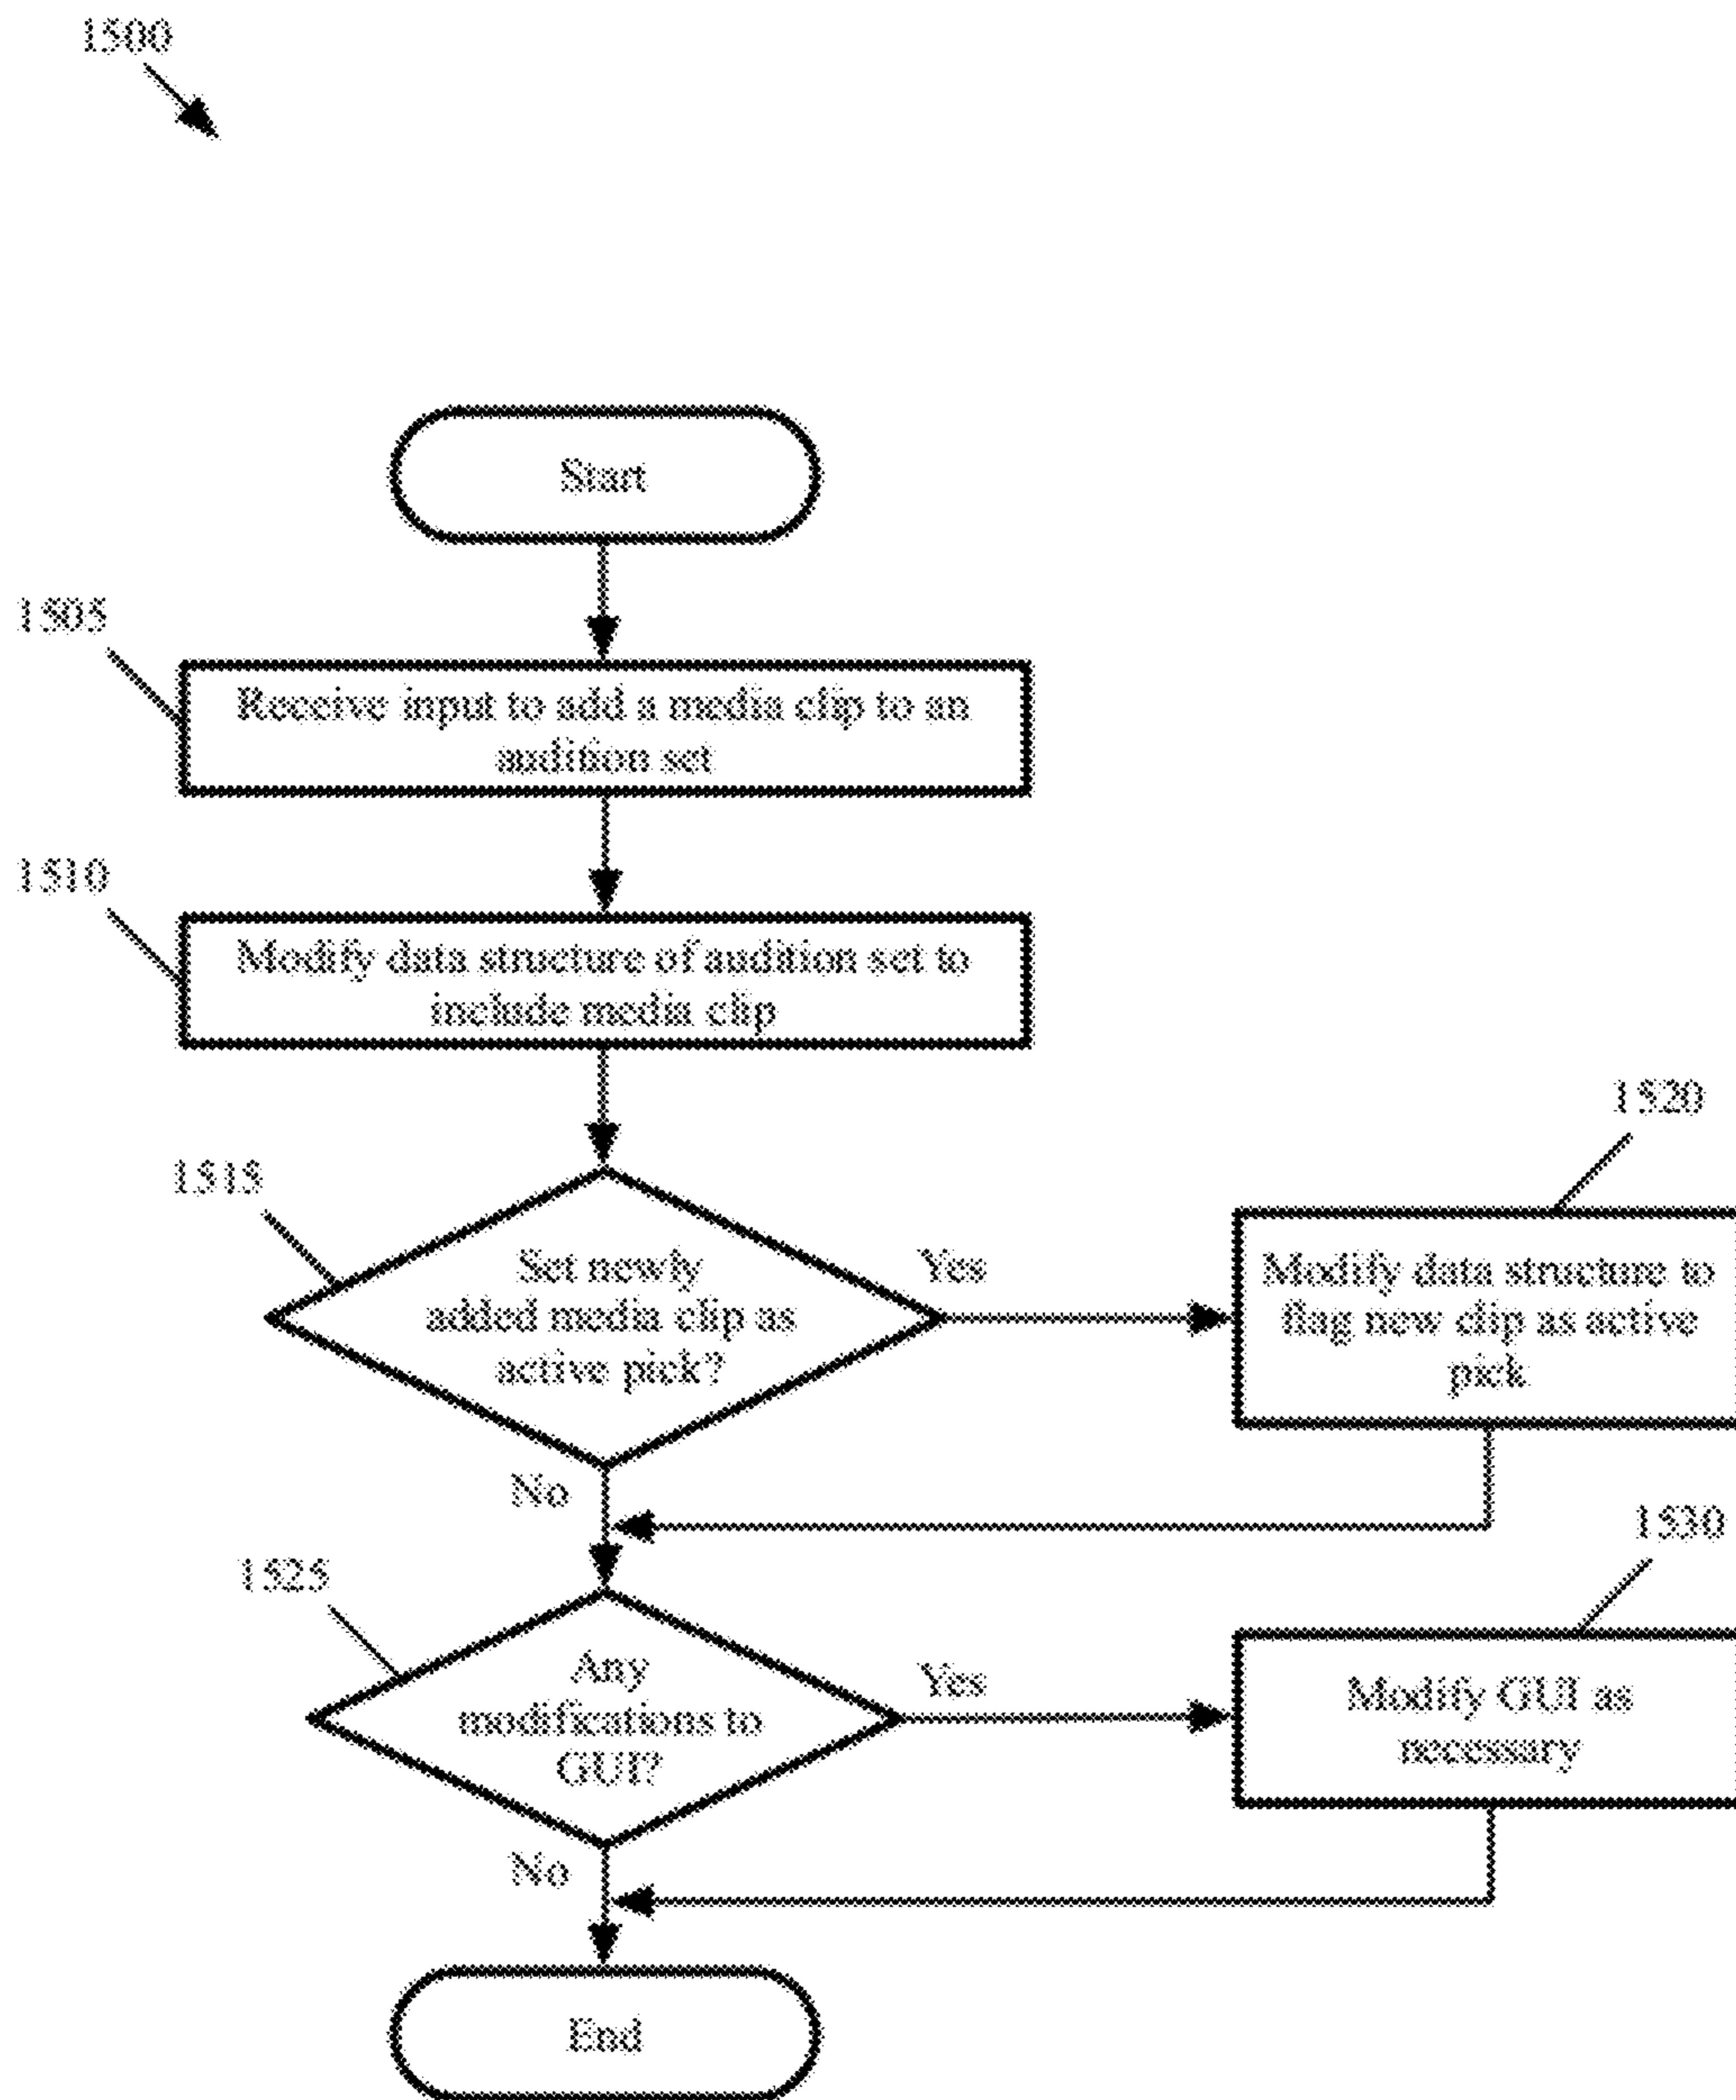 1500
Start
1505
Receive input to add a media clip to an
audition set
1510
Modify data structure of audition set to
include media clip
1515
Set newly
added media clip as
active pick?
Yes
1520
Modify data structure to
flag new clip as active
pick
No
1525
Any
modifications to
GUI?
Yes
1530
Modify GUI as
necessary
No
End